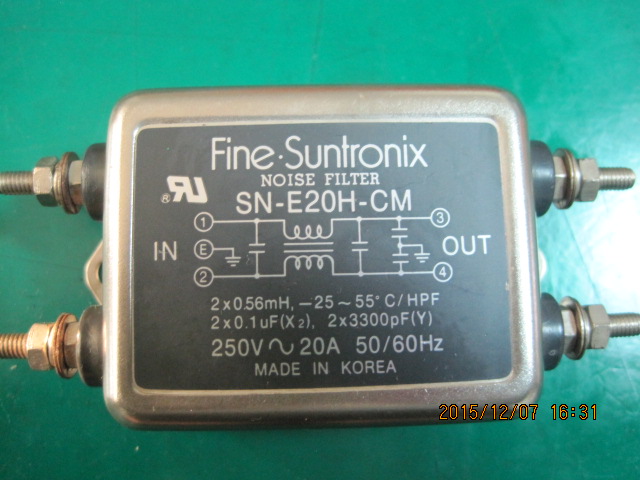 Fine·Suntronix
NOISE FILTER
SN-E20H-CM
1 3
IN E OUT
2 4
2x0.56mH, -25~55°C/HPF
2x0.1uF(X2), 2x3300pF(Y)
250V~20A 50/60Hz
MADE IN KOREA
2015/12/07 16:31